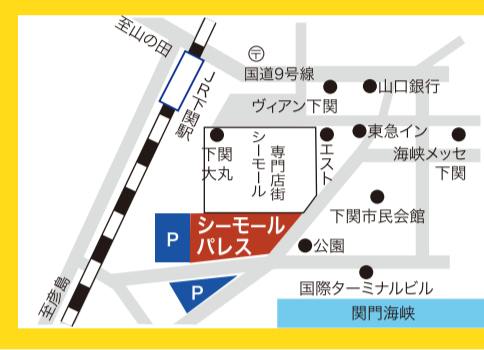 至山の田
〒
国道9号線
JR下関駅
山口銀行
ヴィアン下関
東急イン
下関
大丸
シーモール
専門店街
エスト
海峡メッセ
下関
下関市民会館
P
シーモール
パレス
公園
P
国際ターミナルビル
至彦島
関門海峡